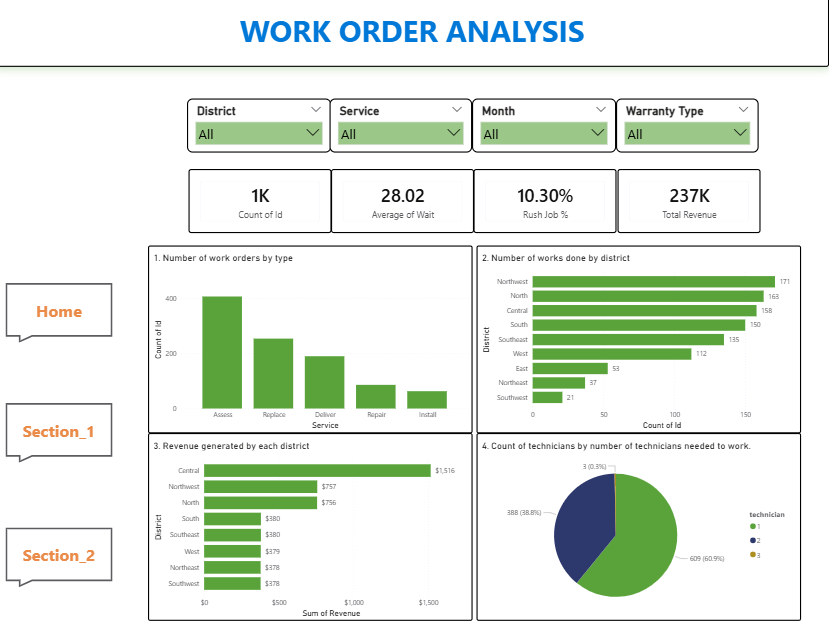 WORK ORDER ANALYSIS
District Service Month Warranty Type
All All All All
1K 28.02 10.30% 237K
Count of Id Average of Wait Rush Job % Total Revenue
Home
Section_1
Section_2
1. Number of work orders by type
Count of Id
400
200
0
Assess Replace Deliver Repair Install
Service
2. Number of works done by district
District
Northwest 171
North 163
Central 158
South 150
Southeast 135
West 112
East 53
Northeast 37
Southwest 21
0 50 100 150
Count of Id
3. Revenue generated by each district
District
Central $1,516
Northwest $757
North $756
South $380
Southeast $380
West $379
Northeast $378
Southwest $378
$0 $500 $1,000 $1,500
Sum of Revenue
4. Count of technicians by number of technicians needed to work.
3 (0.3%)
388 (38.8%)
609 (60.9%)
technician
1
2
3